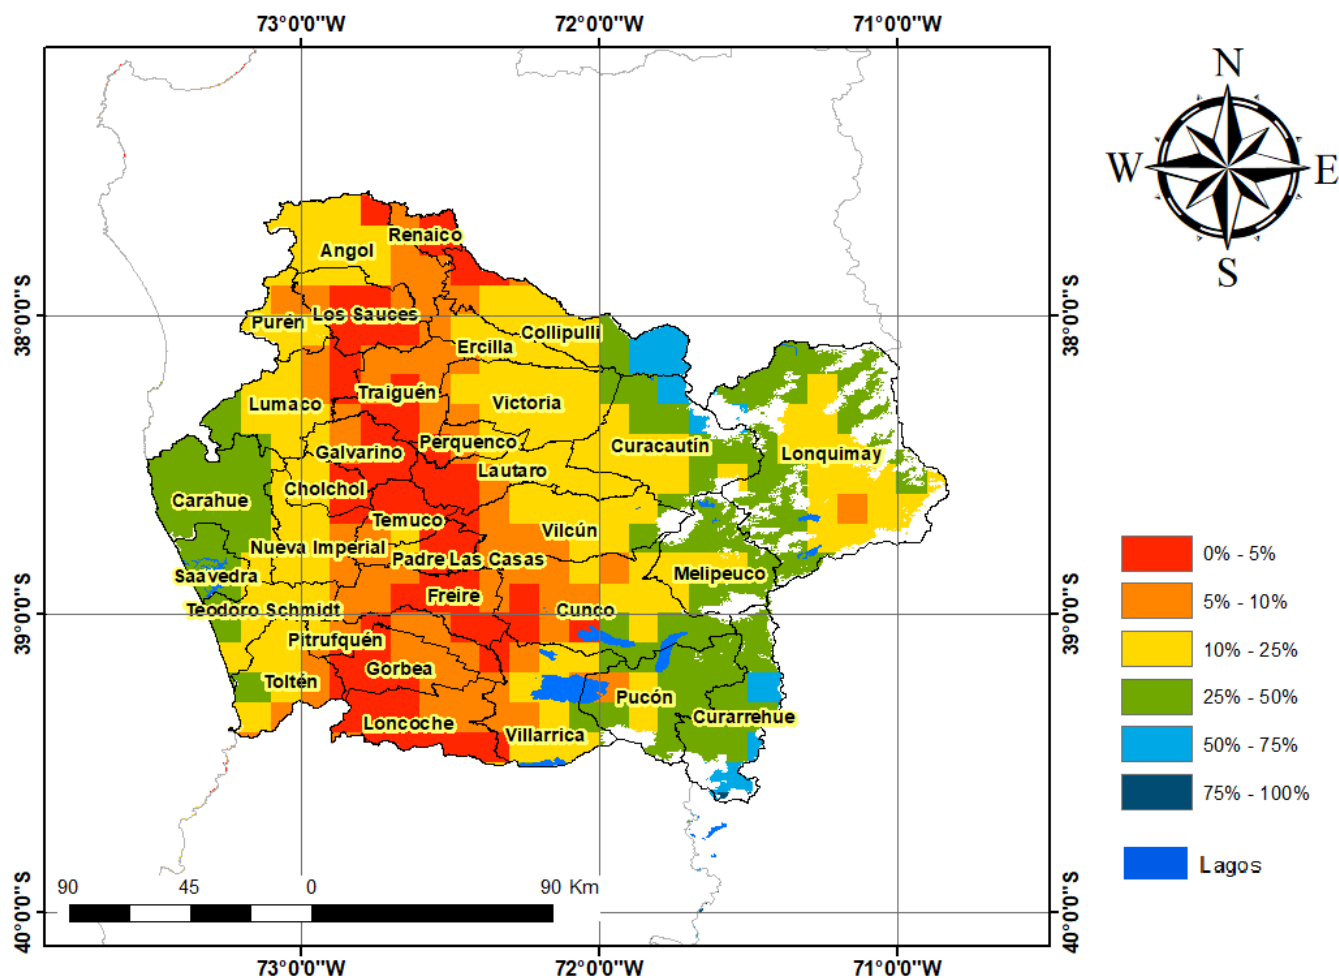 73°0'0"W 72°0'0"W 71°0'0"W
N
W E
S
38°0'0"S 38°0'0"S
39°0'0"S 39°0'0"S
40°0'0"S 40°0'0"S
Renaico
Angol
Los Sauces
Purén
Collipulli
Ercilla
Traiguén
Lumaco
Victoria
Perquenco
Curacautín
Galvarino
Lonquimay
Lautaro
Cholchol
Carahue
Temuco
Vilcún
Nueva Imperial
Padre Las Casas
Saavedra
Melipeuco
Freire
Teodoro Schmidt
Cunco
Pitrufquén
Gorbea
Toltén
Pucón
Curarrehue
Loncoche
Villarrica
0% - 5%
5% - 10%
10% - 25%
25% - 50%
50% - 75%
75% - 100%
Lagos
90 45 0 90 Km
73°0'0"W 72°0'0"W 71°0'0"W